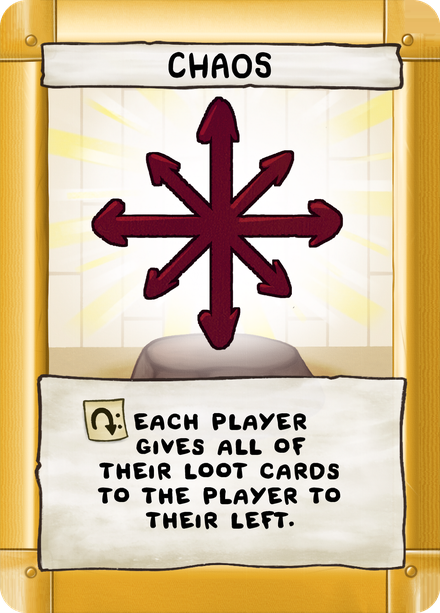 CHAOS
: EACH PLAYER
GIVES ALL OF
THEIR LOOT CARDS
TO THE PLAYER TO
THEIR LEFT.